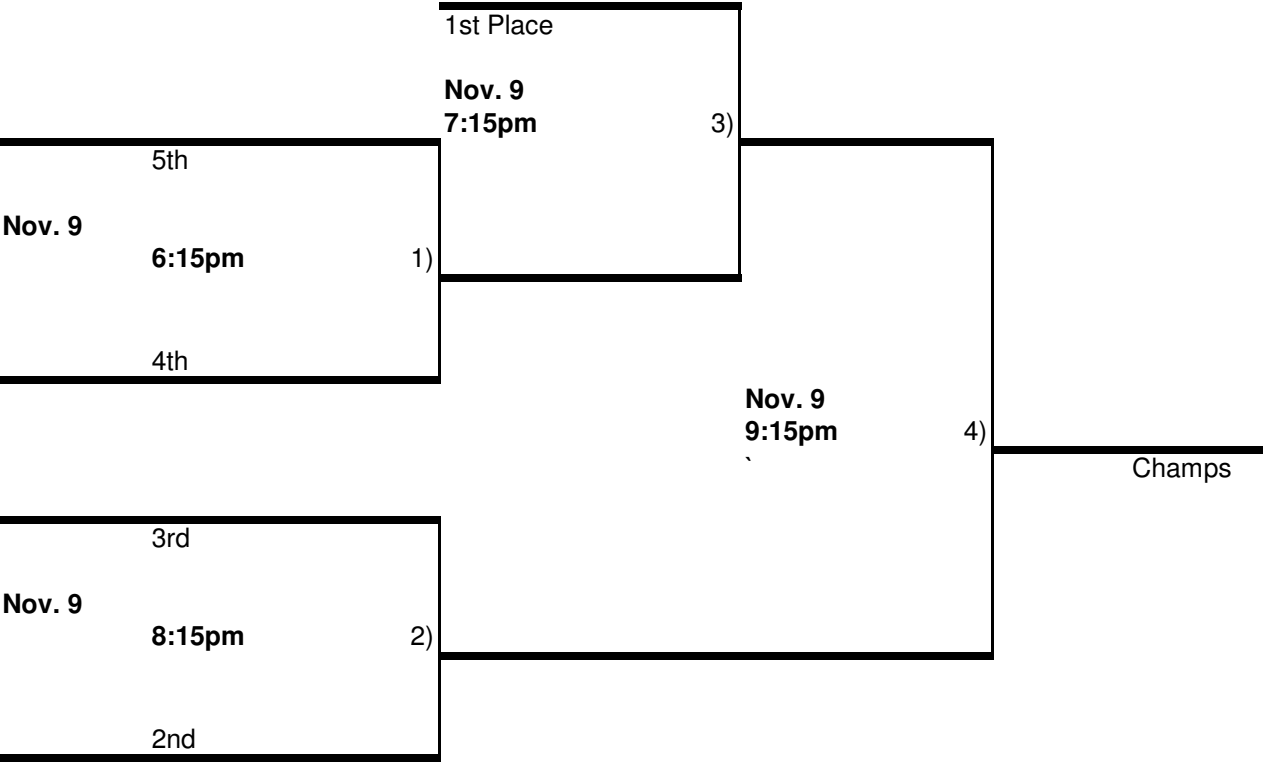 1st Place
Nov. 9
7:15pm 3)
5th
Nov. 9
6:15pm 1)
4th
Nov. 9
9:15pm 4)
`
Champs
3rd
Nov. 9
8:15pm 2)
2nd